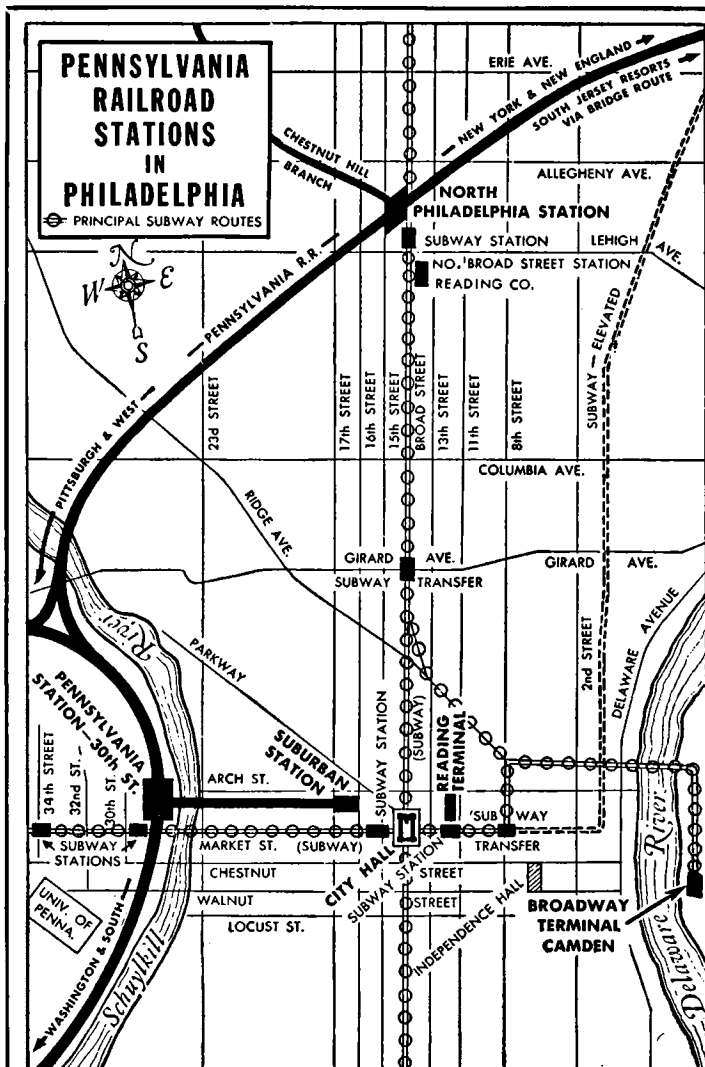 PENNSYLVANIA
RAILROAD
STATIONS
IN
PHILADELPHIA
PRINCIPAL SUBWAY ROUTES
N
W E
S
ERIE AVE.
NEW YORK & NEW ENGLAND
SOUTH JERSEY RESORTS
VIA BRIDGE ROUTE
CHESTNUT HILL
BRANCH
ALLEGHENY AVE.
NORTH
PHILADELPHIA STATION
SUBWAY STATION
LEHIGH AVE.
NO. BROAD STREET STATION
READING CO.
PENNSYLVANIA R.R.
SUBWAY — ELEVATED
PITTSBURGH & WEST
23d STREET
17th STREET
16th STREET
15th STREET
BROAD STREET
13th STREET
11th STREET
8th STREET
COLUMBIA AVE.
RIDGE AVE.
GIRARD AVE.
GIRARD AVE.
SUBWAY TRANSFER
River
PARKWAY
2nd STREET
DELAWARE AVENUE
PENNSYLVANIA
STATION—30th ST.
SUBURBAN
STATION
SUBWAY STATION
(SUBWAY)
READING
TERMINAL
34th STREET
32nd ST.
30th ST.
ARCH ST.
SUBWAY
STATIONS
MARKET ST. (SUBWAY)
'SUBWAY
TRANSFER
CITY HALL
SUBWAY STATION
CHESTNUT STREET
WALNUT STREET
LOCUST ST.
INDEPENDENCE HALL
UNIV. OF
PENNA.
WASHINGTON & SOUTH
Schuylkill
BROADWAY
TERMINAL
CAMDEN
River
Delaware